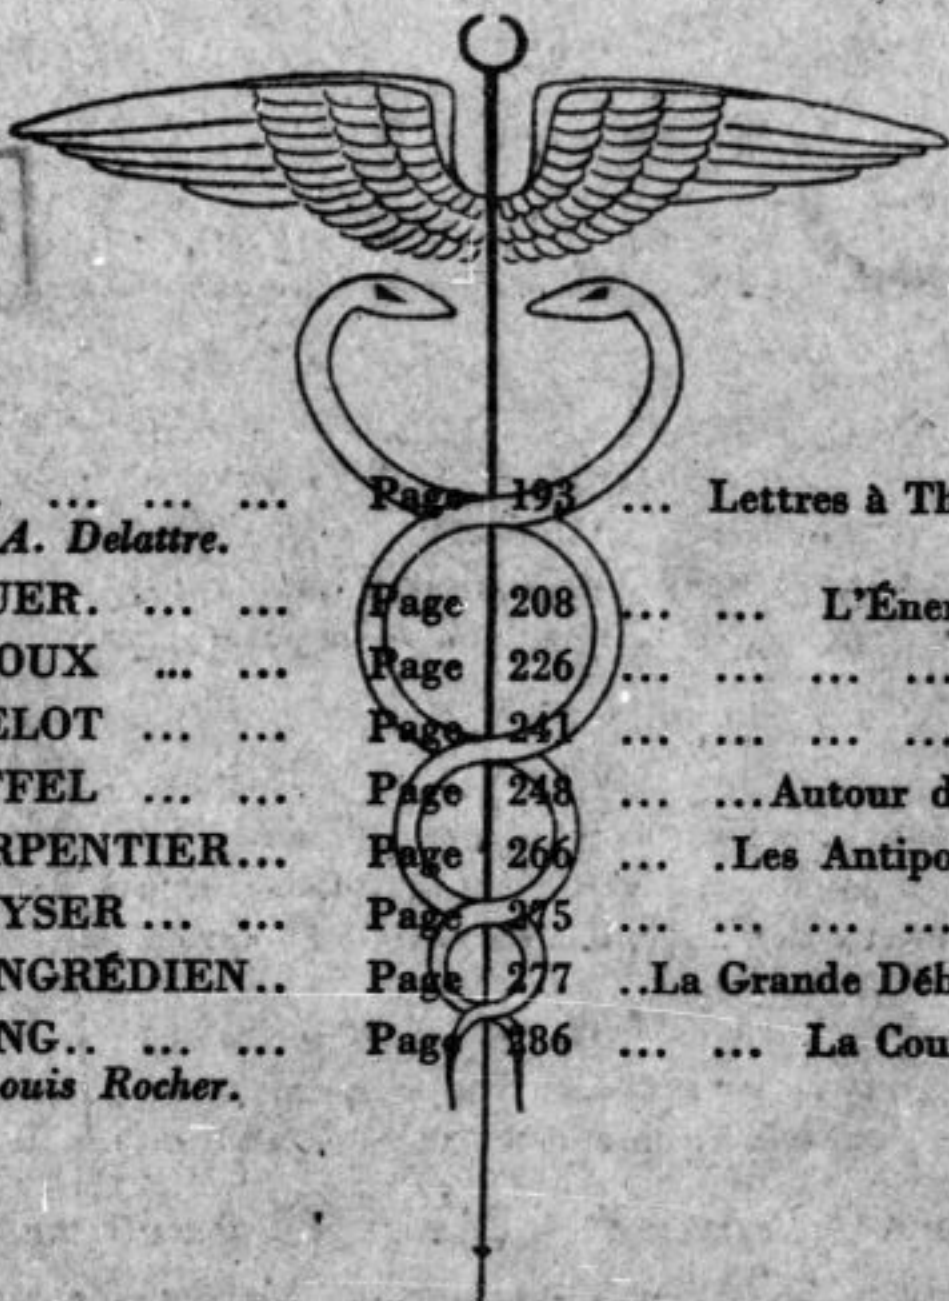 . ... ... ... Page 193 ... Lettres à Th
A. Delattre.
UER. ... ... Page 208 ... ... L'Éner
OUX ... ... Page 226 ... ... ... ...
ELOT ... ... Page 241 ... ... ... ...
FFEL ... ... Page 248 ... ...Autour d
RPENTIER... Page 266 ... .Les Antipo
YSER ... ... Page 275 ... ... ... ...
INGRÉDIEN.. Page 277 ..La Grande Déb
NG.. ... ... Page 286 ... ... La Cou
ouis Rocher.